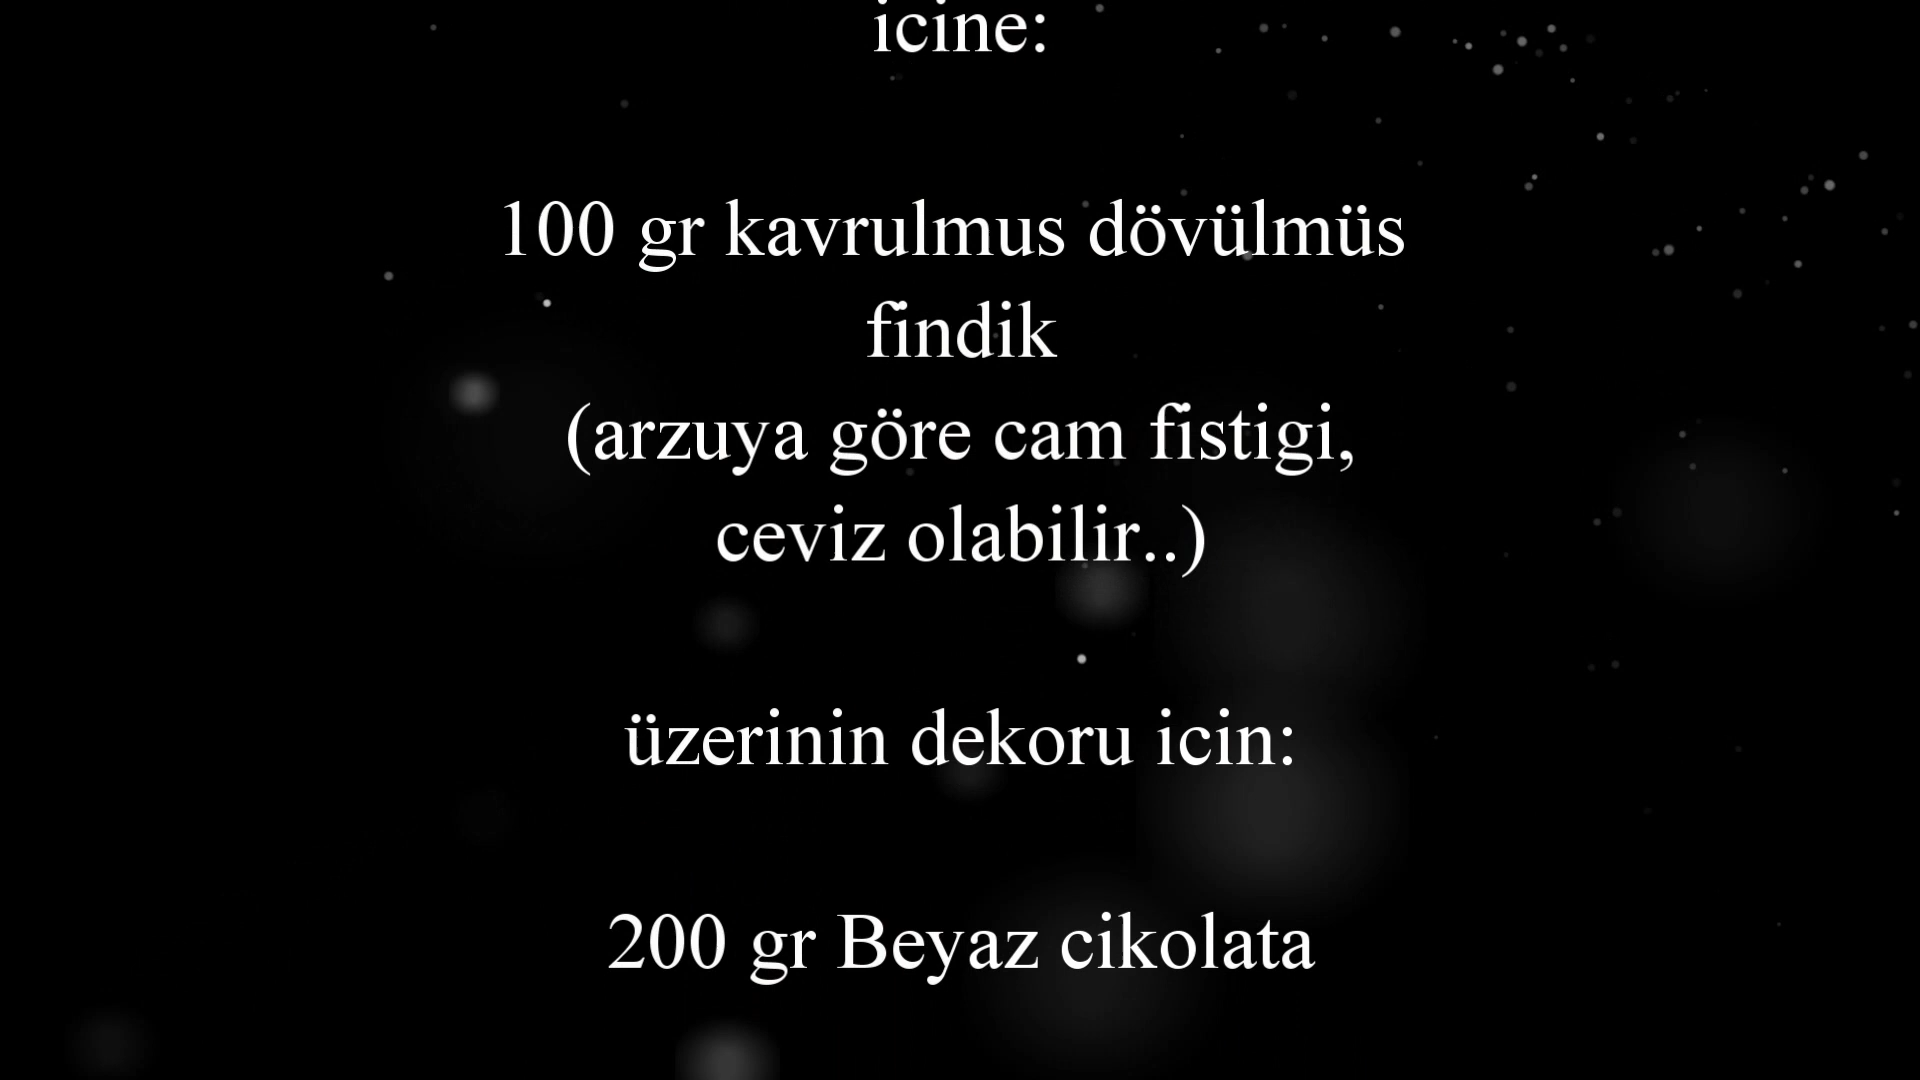 icine:
100 gr kavrulmus dövülmüs
findik
(arzuya göre cam fistigi,
ceviz olabilir..)
üzerinin dekoru icin:
200 gr Beyaz cikolata